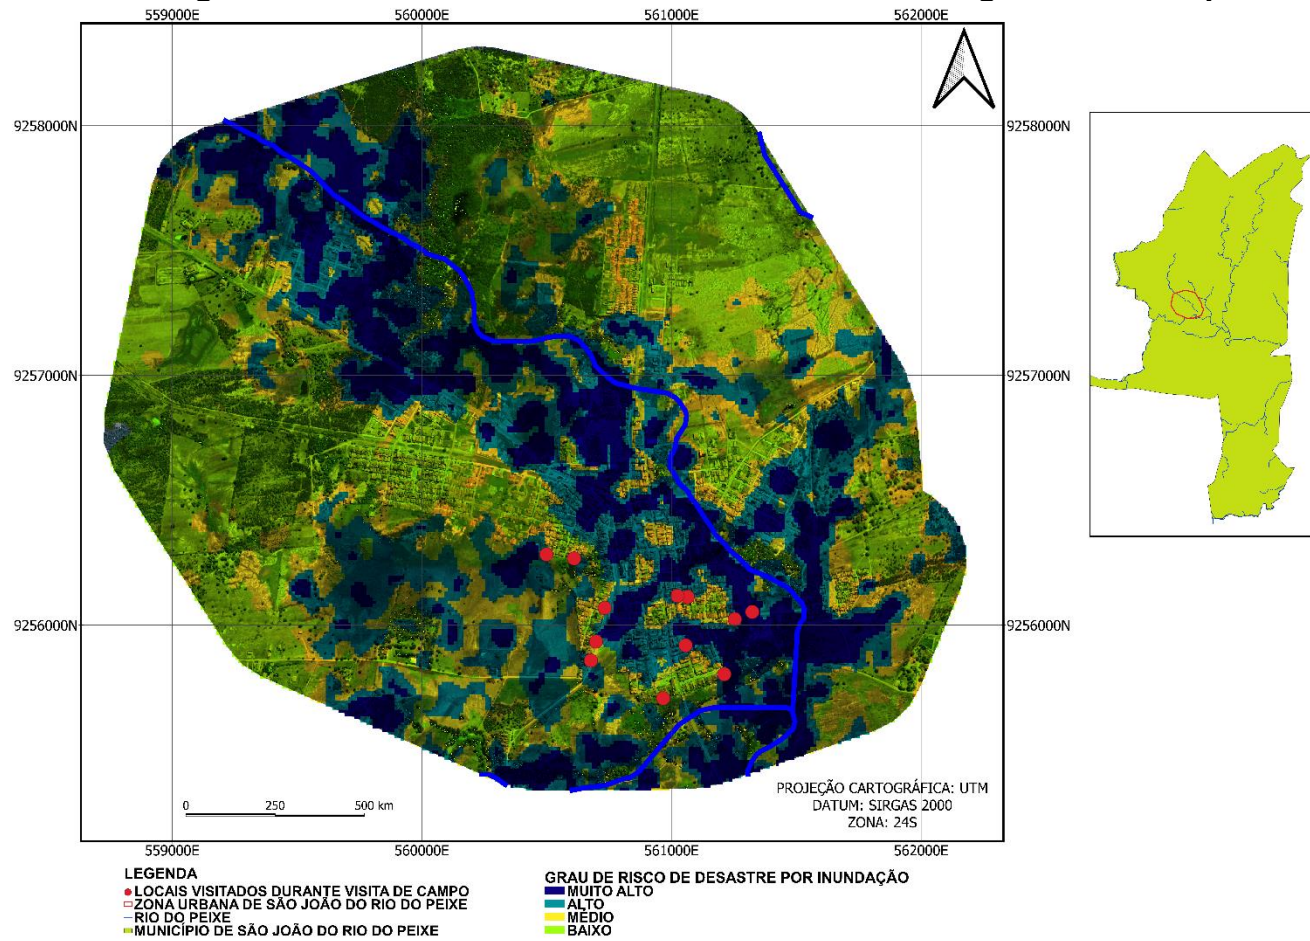 559000E 560000E 561000E 562000E
9258000N 9258000N
9257000N 9257000N
9256000N 9256000N
0 250 500 km
PROJEÇÃO CARTOGRÁFICA: UTM
DATUM: SIRGAS 2000
ZONA: 24S
559000E 560000E 561000E 562000E
LEGENDA
LOCAIS VISITADOS DURANTE VISITA DE CAMPO
ZONA URBANA DE SÃO JOÃO DO RIO DO PEIXE
RIO DO PEIXE
MUNICÍPIO DE SÃO JOÃO DO RIO DO PEIXE
GRAU DE RISCO DE DESASTRE POR INUNDAÇÃO
MUITO ALTO
ALTO
MÉDIO
BAIXO